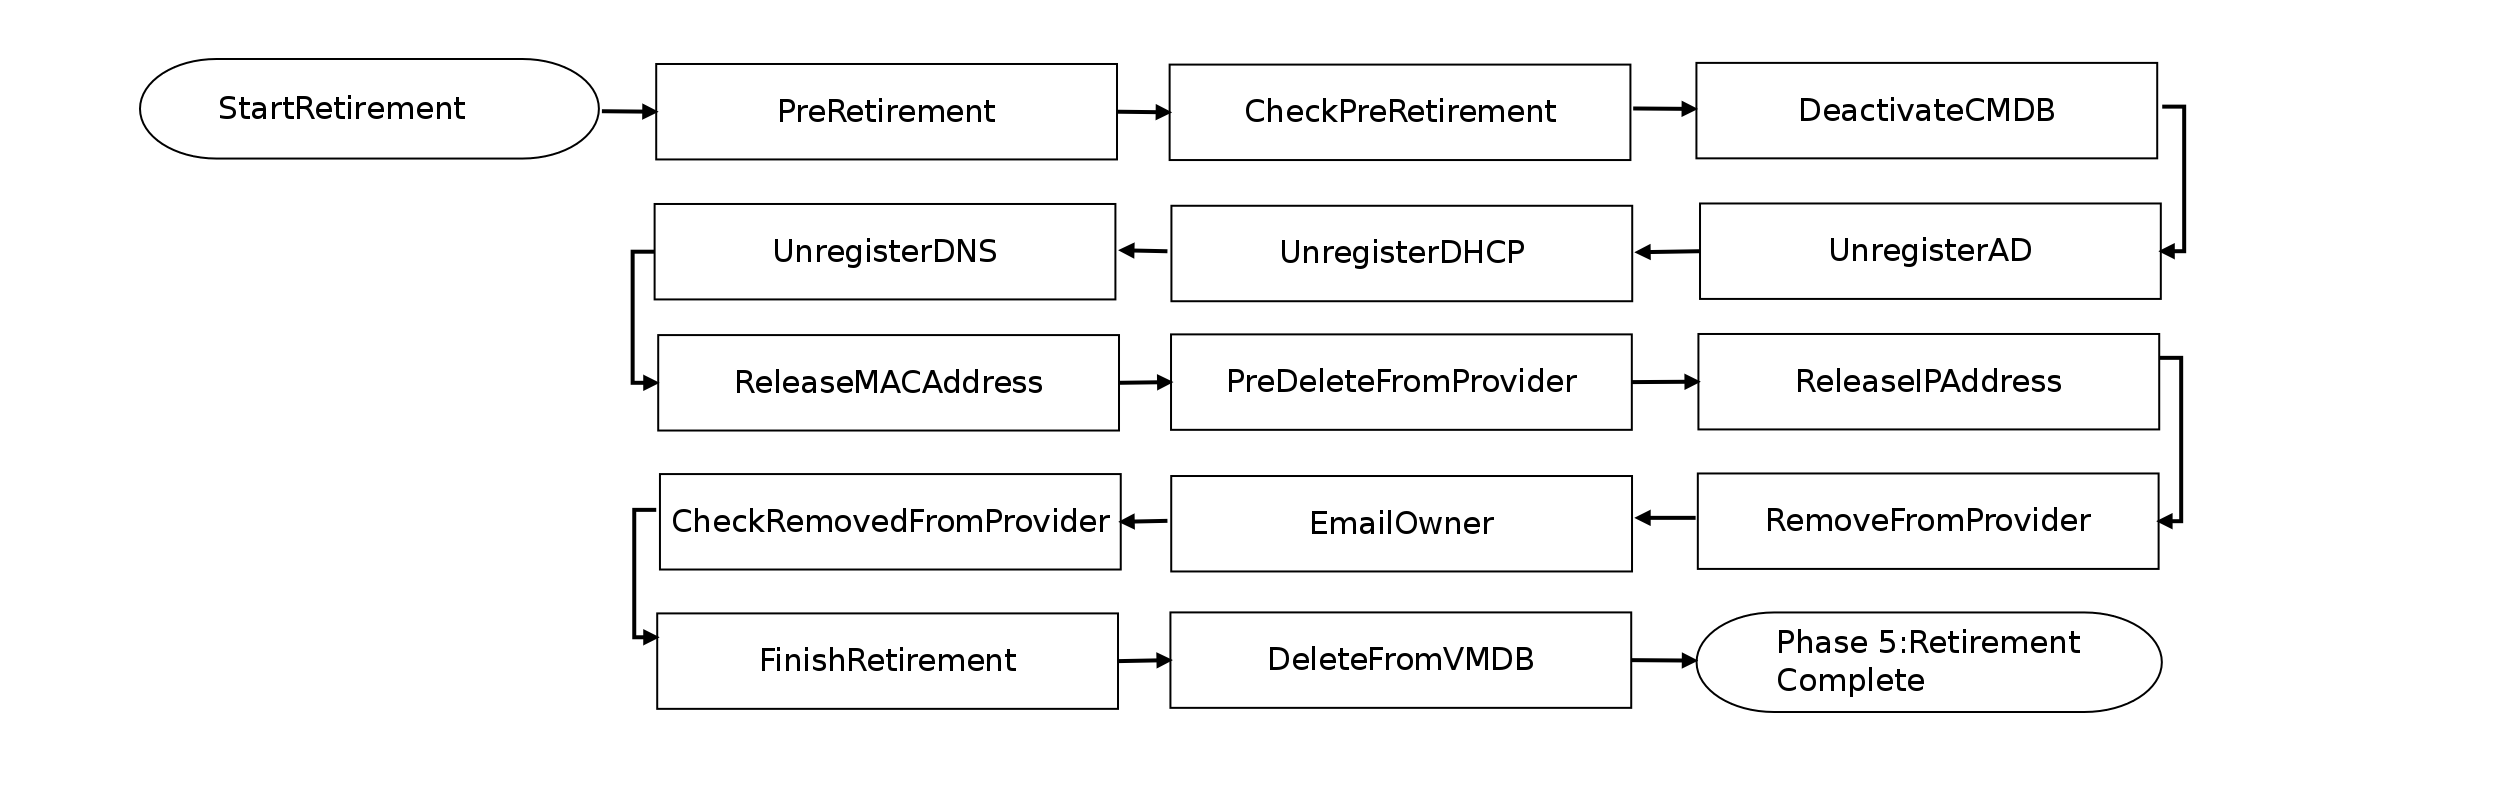 StartRetirement
PreRetirement
CheckPreRetirement
DeactivateCMDB
UnregisterDNS
UnregisterDHCP
UnregisterAD
ReleaseMACAddress
PreDeleteFromProvider
ReleaseIPAddress
CheckRemovedFromProvider
EmailOwner
RemoveFromProvider
FinishRetirement
DeleteFromVMDB
Phase 5:Retirement
Complete